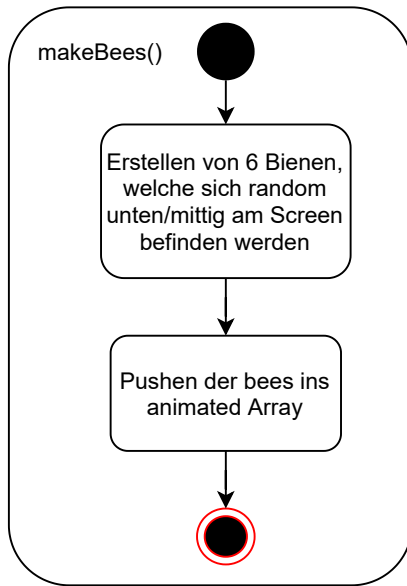 makeBees()
Erstellen von 6 Bienen,
welche sich random
unten/mittig am Screen
befinden werden
Pushen der bees ins
animated Array